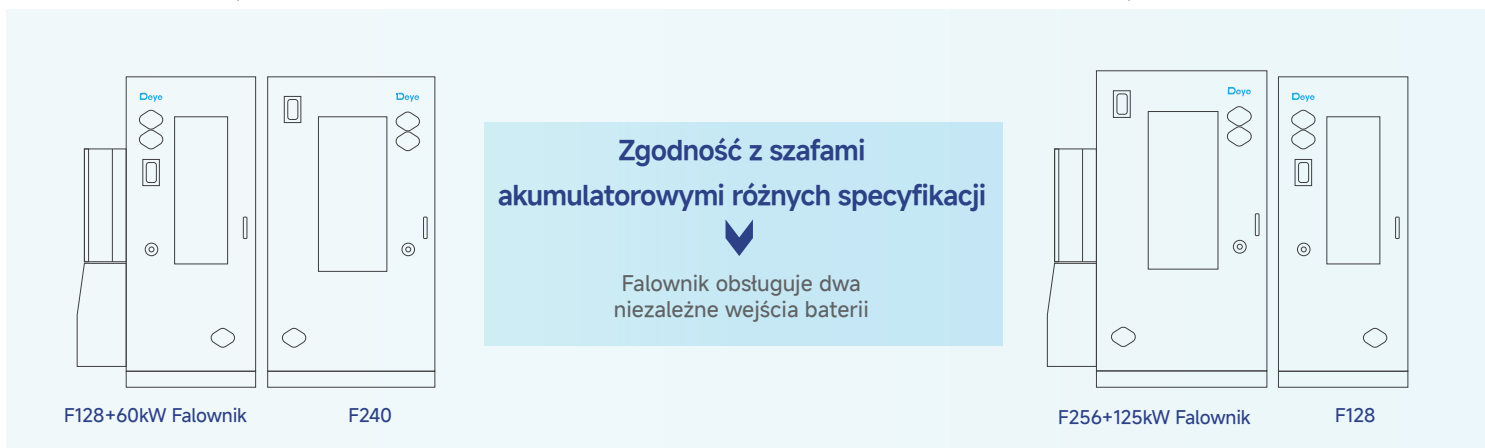 Deye
Deye
Deye
Deye
Zgodność z szafami
akumulatorowymi różnych specyfikacji
Falownik obsługuje dwa
niezależne wejścia baterii
F128+60kW Falownik
F240
F256+125kW Falownik
F128